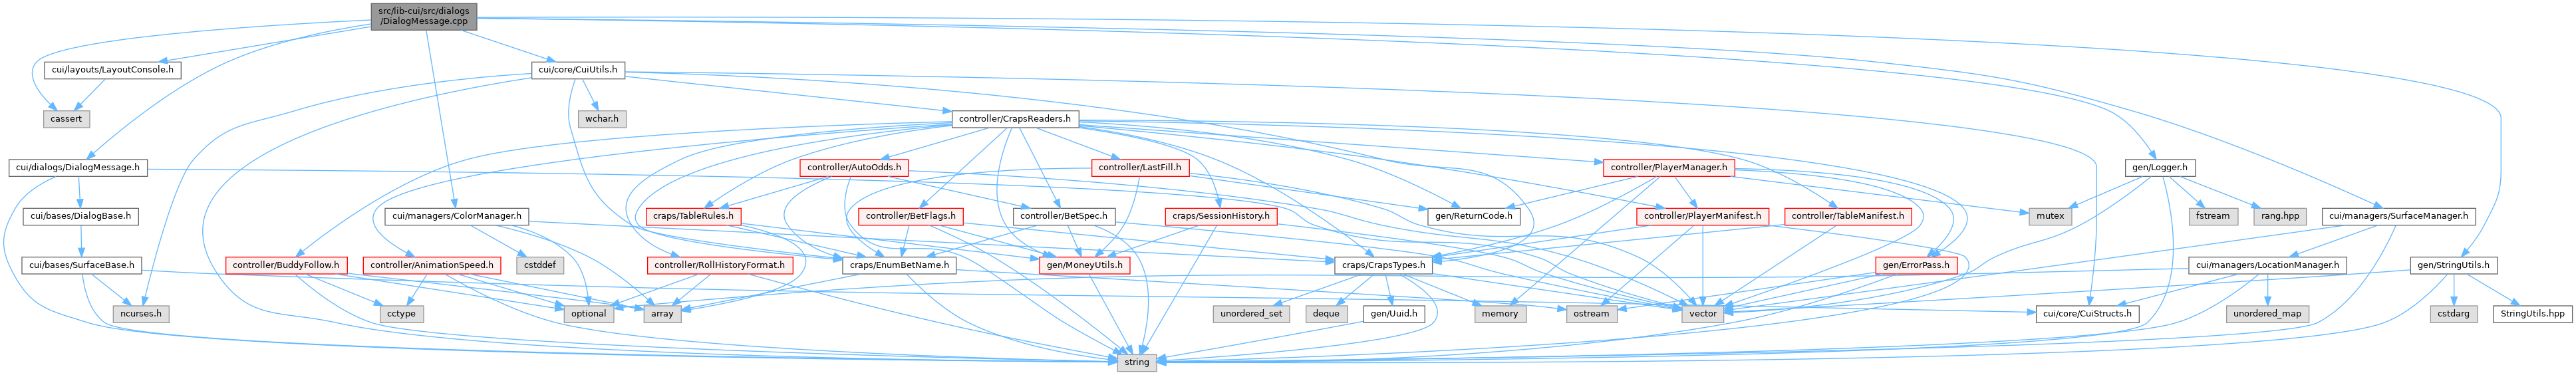 src/lib-cui/src/dialogs
/DialogMessage.cpp
cui/layouts/LayoutConsole.h
cui/core/CuiUtils.h
cassert
wchar.h
controller/CrapsReaders.h
cui/dialogs/DialogMessage.h
controller/AutoOdds.h
controller/LastFill.h
controller/PlayerManager.h
gen/Logger.h
cui/bases/DialogBase.h
cui/managers/ColorManager.h
craps/TableRules.h
controller/BetFlags.h
controller/BetSpec.h
craps/SessionHistory.h
gen/ReturnCode.h
controller/PlayerManifest.h
controller/TableManifest.h
mutex
fstream
rang.hpp
cui/managers/SurfaceManager.h
cui/bases/SurfaceBase.h
controller/BuddyFollow.h
controller/AnimationSpeed.h
cstddef
controller/RollHistoryFormat.h
craps/EnumBetName.h
gen/MoneyUtils.h
craps/CrapsTypes.h
gen/ErrorPass.h
cui/managers/LocationManager.h
gen/StringUtils.h
ncurses.h
cctype
optional
array
unordered_set
deque
gen/Uuid.h
memory
ostream
vector
cui/core/CuiStructs.h
unordered_map
cstdarg
StringUtils.hpp
string